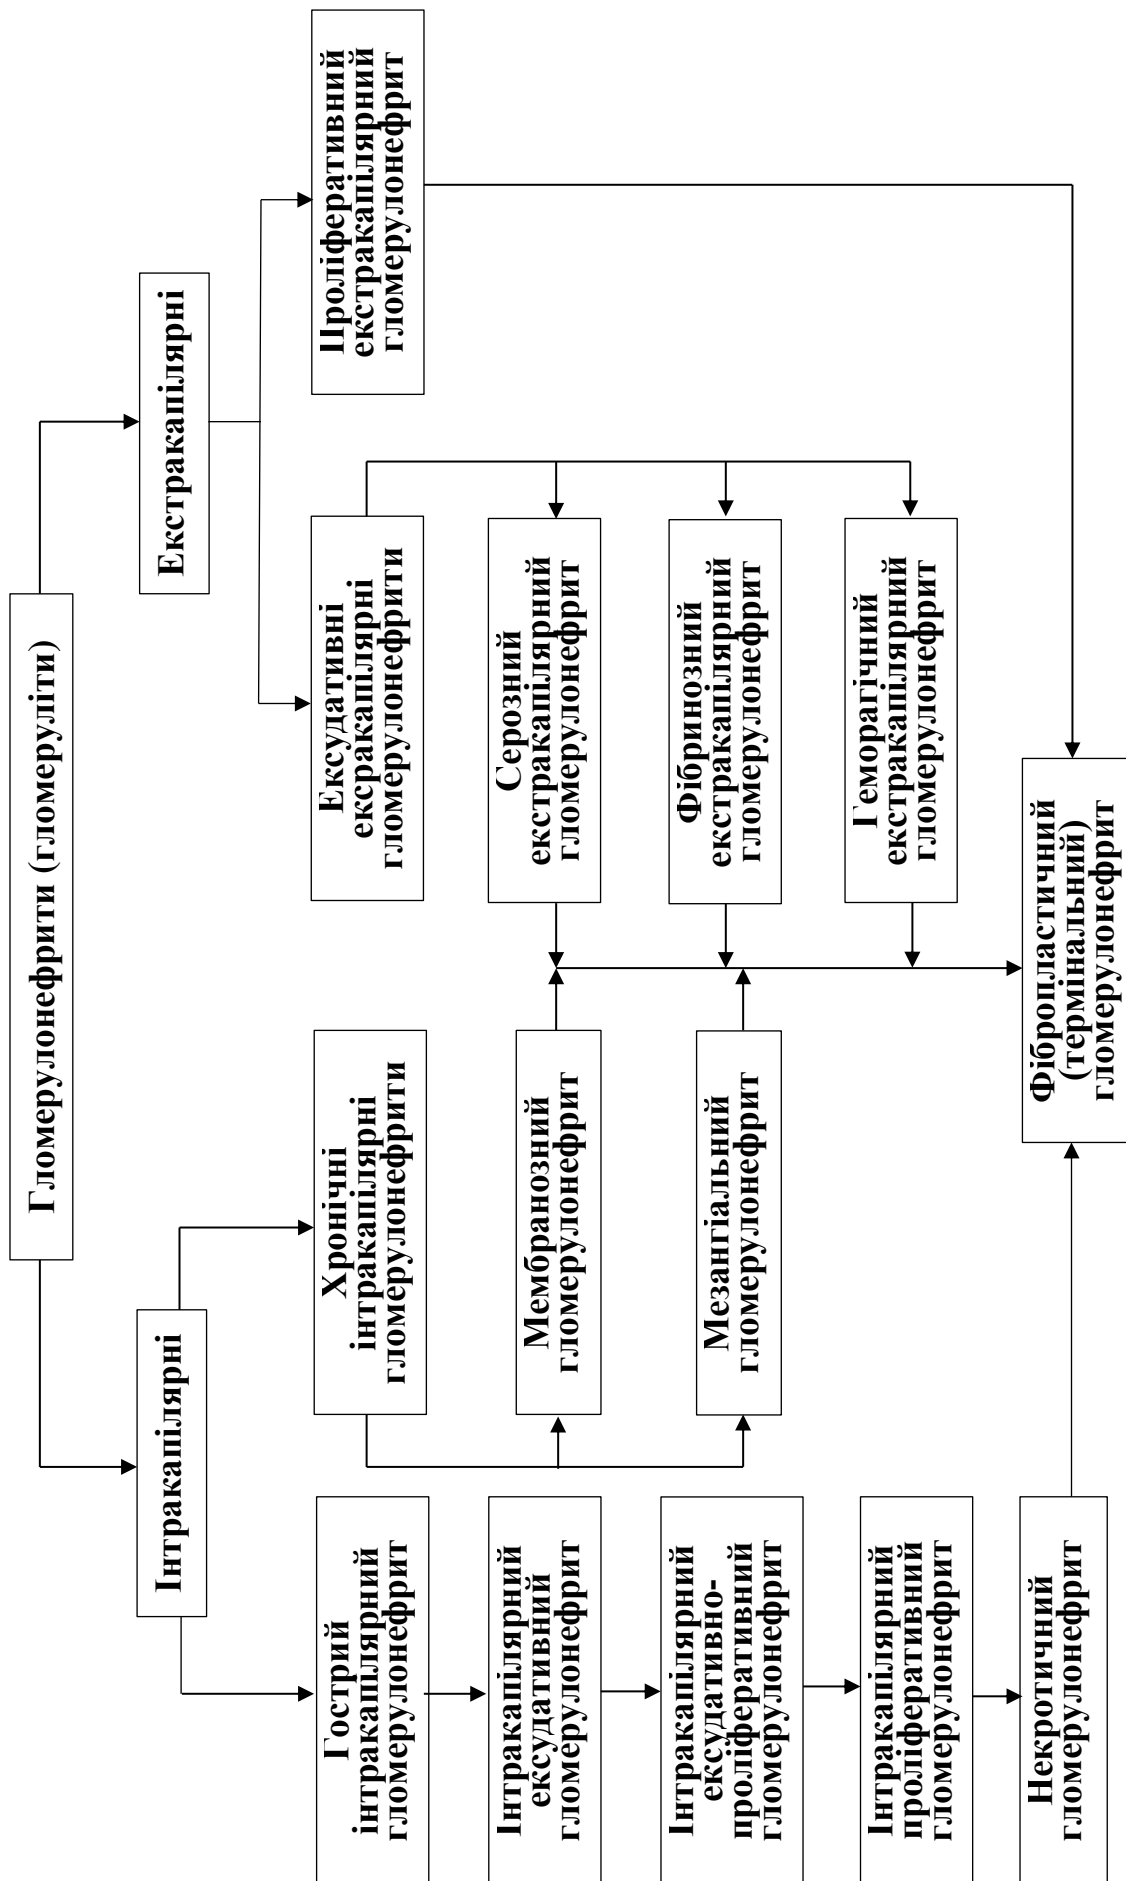 Гломерулонефрити (гломеруліти)
Інтракапілярні
Екстракапілярні
Гострий
інтракапілярний
гломерулонефрит
Хронічні
інтракапілярні
гломерулонефрити
Ексудативні
ексракапілярні
гломерулонефрити
Проліферативний
екстракапілярний
гломерулонефрит
Інтракапілярний
ексудативний
гломерулонефрит
Мембранозний
гломерулонефрит
Серозний
екстракапілярний
гломерулонефрит
Інтракапілярний
ексудативно-
проліферативний
гломерулонефрит
Мезангіальний
гломерулонефрит
Фібринозний
екстракапілярний
гломерулонефрит
Інтракапілярний
проліферативний
гломерулонефрит
Геморагічний
екстракапілярний
гломерулонефрит
Некротичний
гломерулонефрит
Фібропластичний
(термінальний)
гломерулонефрит